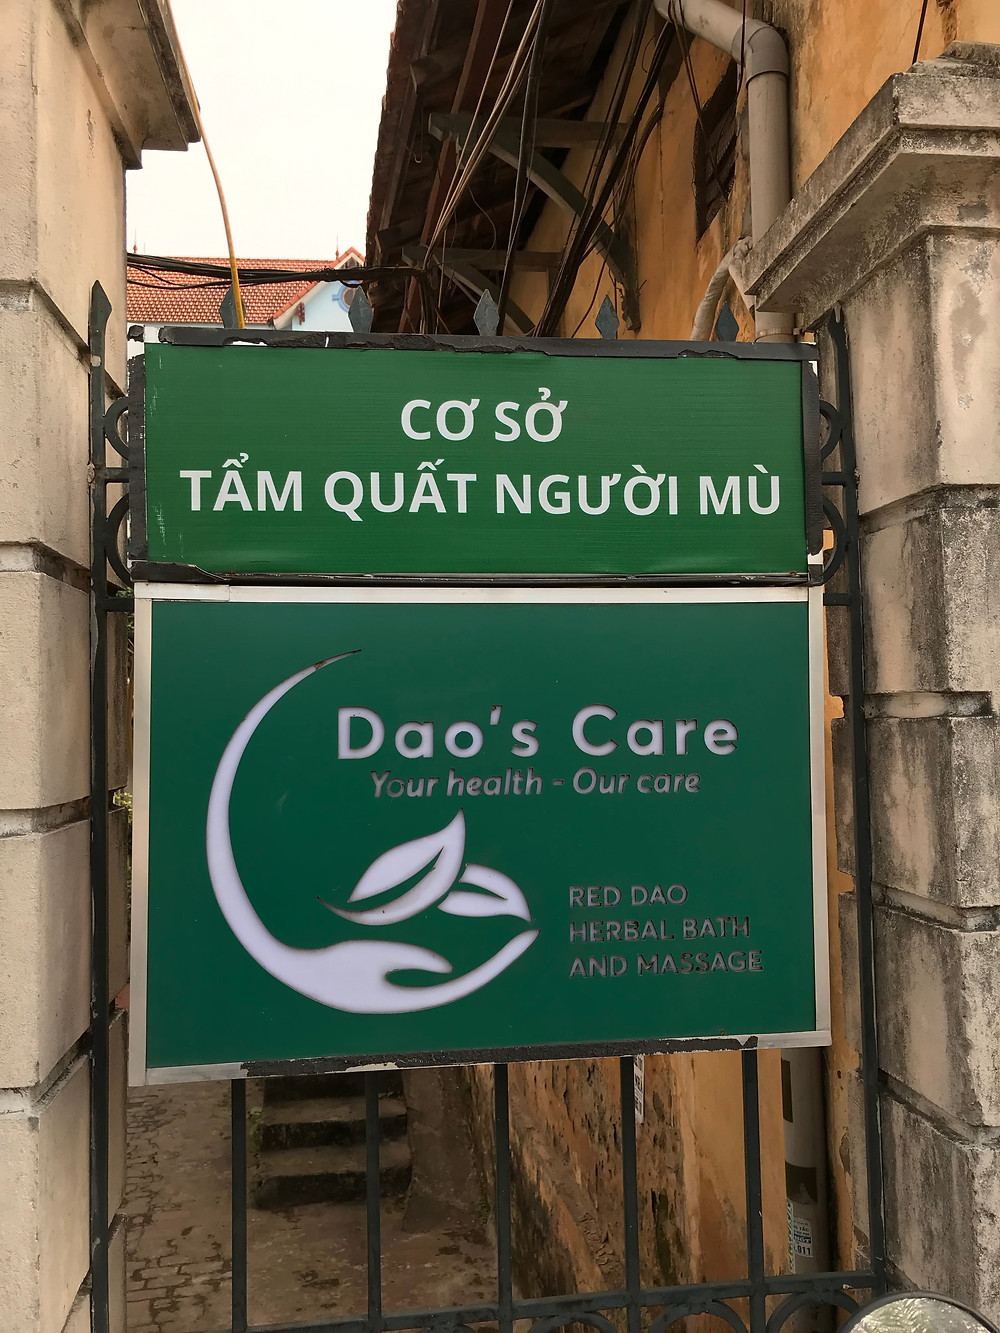 CƠ SỞ
TẨM QUẤT NGƯỜI MÙ
Dao's Care
Your health - Our care
RED DAO
HERBAL BATH
AND MASSAGE